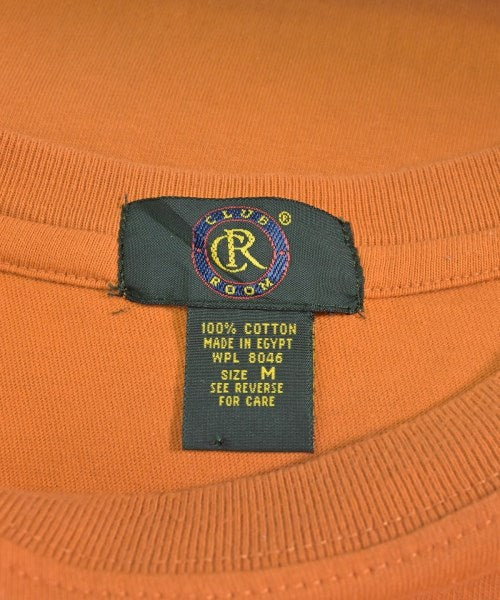 CLUB ®
CR
ROOM
100% COTTON
MADE IN EGYPT
WPL 8046
SIZE M
SEE REVERSE
FOR CARE